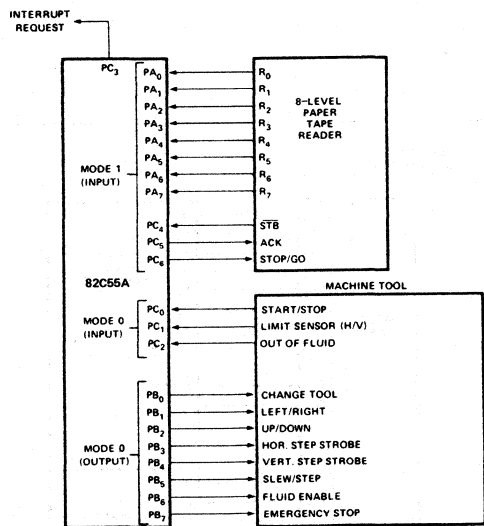 INTERRUPT
REQUEST
PC3
MODE 1
(INPUT)
PA0
PA1
PA2
PA3
PA4
PA5
PA6
PA7
PC4
PC5
PC6
R0
R1
R2
R3
R4
R5
R6
R7
8-LEVEL
PAPER
TAPE
READER
STB
ACK
STOP/GO
82C55A
MACHINE TOOL
MODE 0
(INPUT)
PC0
PC1
PC2
START/STOP
LIMIT SENSOR (H/V)
OUT OF FLUID
MODE 0
(OUTPUT)
PB0
PB1
PB2
PB3
PB4
PB5
PB6
PB7
CHANGE TOOL
LEFT/RIGHT
UP/DOWN
HOR. STEP STROBE
VERT. STEP STROBE
SLEW/STEP
FLUID ENABLE
EMERGENCY STOP